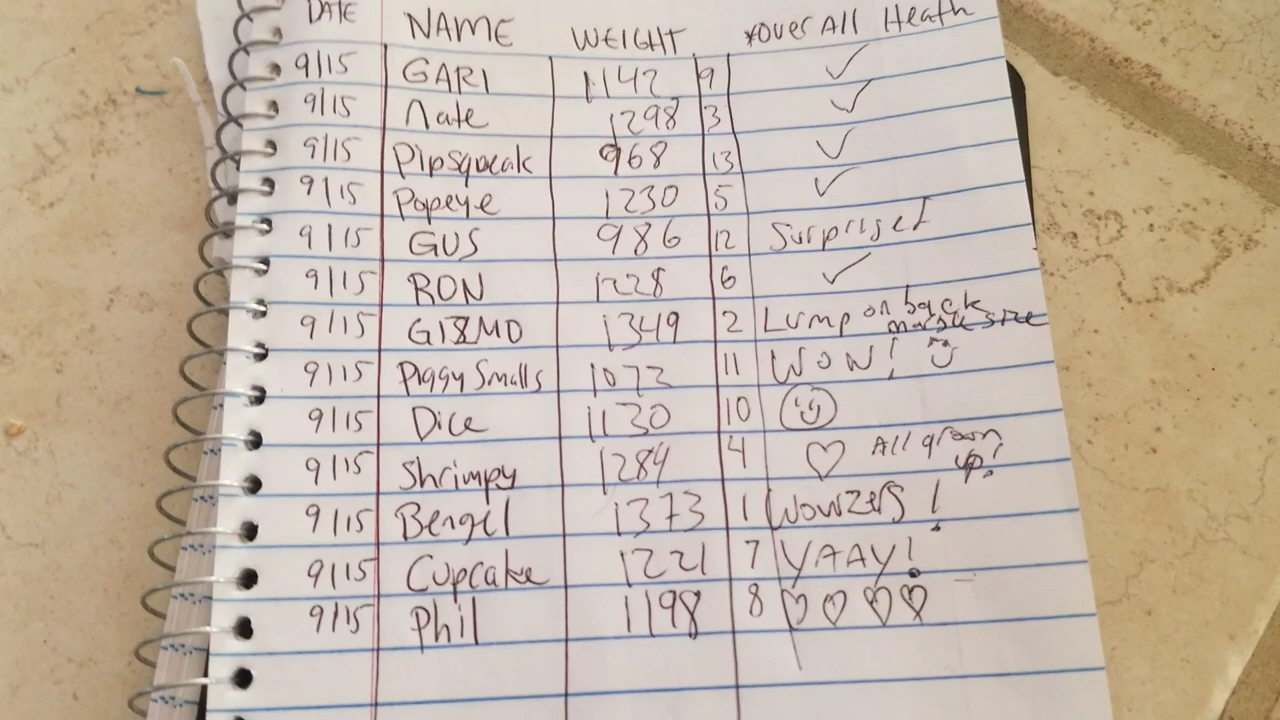 DATE NAME WEIGHT *OVER All Heath
9/15 GARI 1142 9 ✓
9/15 Nate 1298 3 ✓
9/15 Pipsqueak 968 13 ✓
9/15 Popeye 1230 5 ✓
9/15 GUS 986 12 Surprise!
9/15 RON 1228 6 ✓
9/15 GIZMO 1349 2 Lump on back
marble size
9/15 Piggy Smalls 1072 11 WOW! :)
9/15 Dice 1130 10 ☺
9/15 Shrimpy 1284 4 ♡ All grown
up!
9/15 1373 1 Wowzers!
9/15 Cupcake 1221 7 YAAY!
9/15 Phil 1198 8 ♡ ♡ ♡ ♡